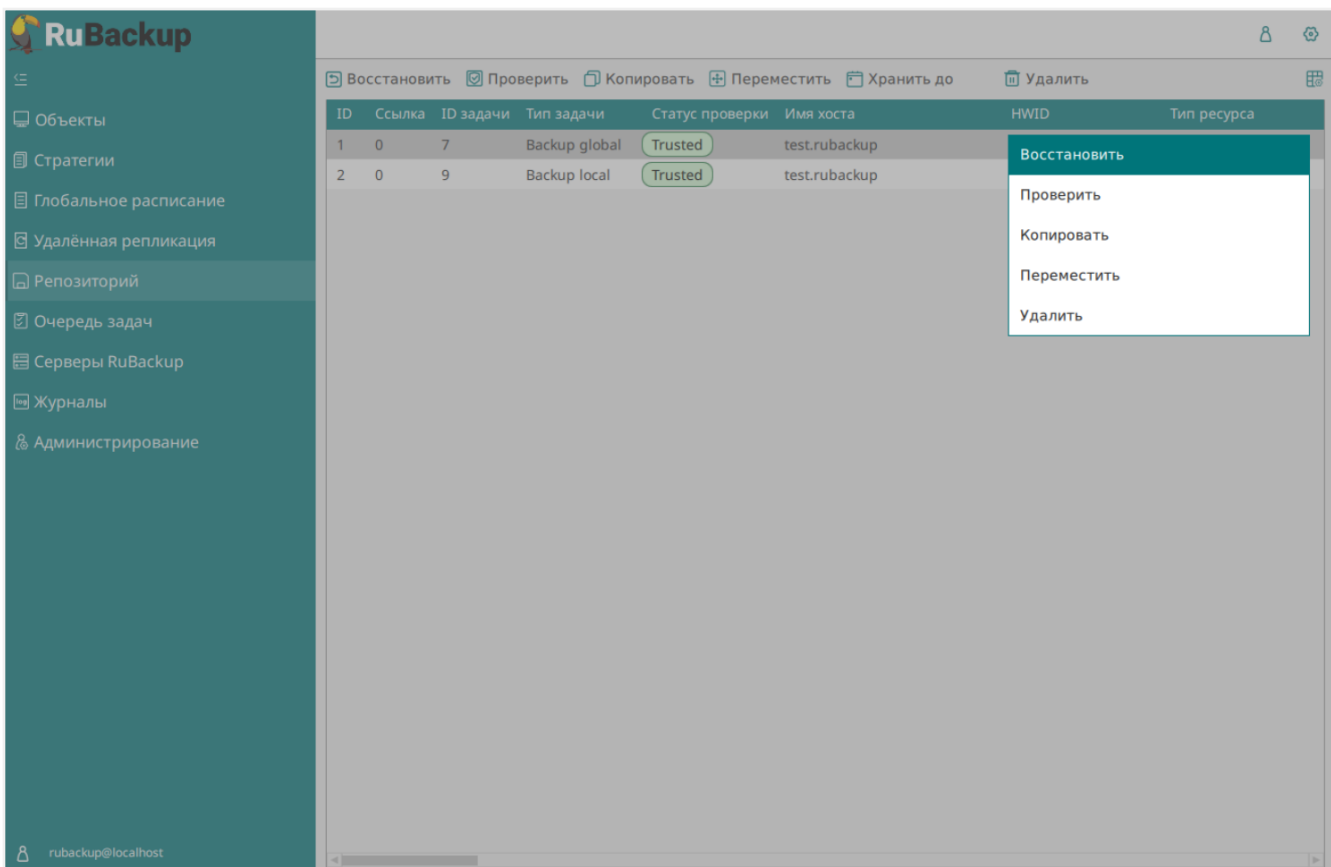 RuBackup
Восстановить Проверить Копировать Переместить Хранить до Удалить
ID Ссылка ID задачи Тип задачи Статус проверки Имя хоста HWID Тип ресурса
1 0 7 Backup global Trusted test.rubackup
2 0 9 Backup local Trusted test.rubackup
Восстановить
Проверить
Копировать
Переместить
Удалить
Объекты
Стратегии
Глобальное расписание
Удалённая репликация
Репозиторий
Очередь задач
Серверы RuBackup
Журналы
Администрирование
rubackup@localhost